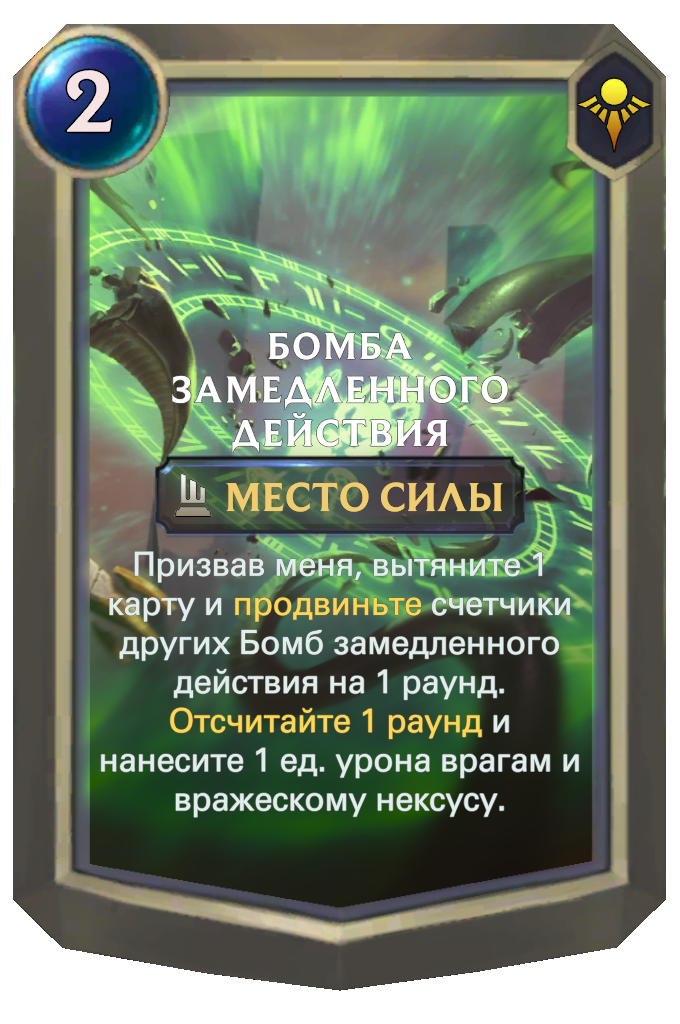 2
БОМБА
ЗАМЕДЛЕННОГО
ДЕЙСТВИЯ
МЕСТО СИЛЫ
Призвав меня, вытяните 1
карту и продвиньте счетчики
других Бомб замедленного
действия на 1 раунд.
Отсчитайте 1 раунд и
нанесите 1 ед. урона врагам и
вражескому нексусу.